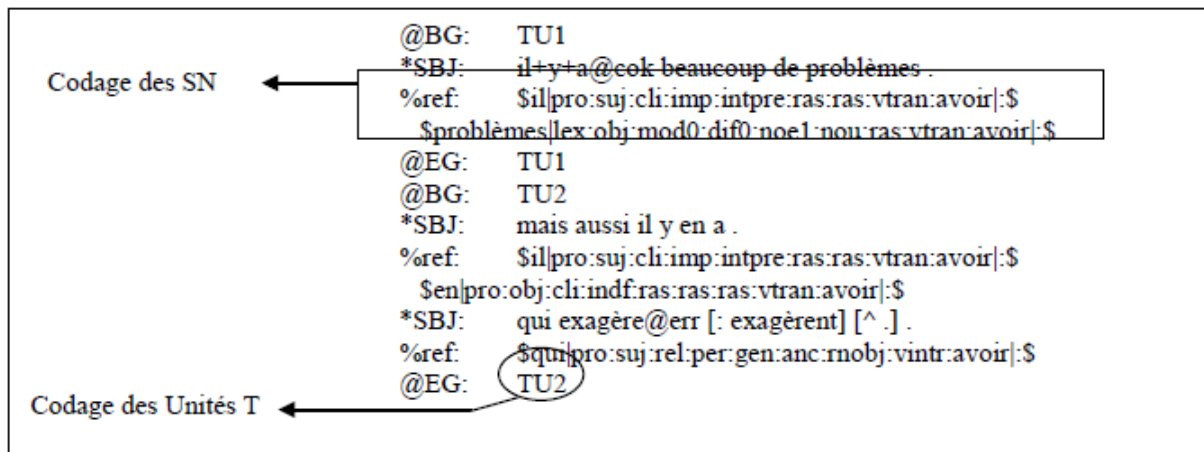 @BG: TU1
Codage des SN
*SBJ: il+y+a@cok beaucoup de problèmes .
%ref: $il|pro:suj:cli:imp:intpre:ras:ras:vtran:avoir|:$
$problèmes|lex:obj:mod0:dif0:noe1:nou:ras:vtran:avoir|:$
@EG: TU1
@BG: TU2
*SBJ: mais aussi il y en a .
%ref: $il|pro:suj:cli:imp:intpre:ras:ras:vtran:avoir|:$
$en|pro:obj:cli:indf:ras:ras:ras:vtran:avoir|:$
*SBJ: qui exagère@err [: exagèrent] [^ .] .
%ref: $qui|pro:suj:rel:per:gen:anc:rnobj:vintr:avoir|:$
@EG: TU2
Codage des Unités T